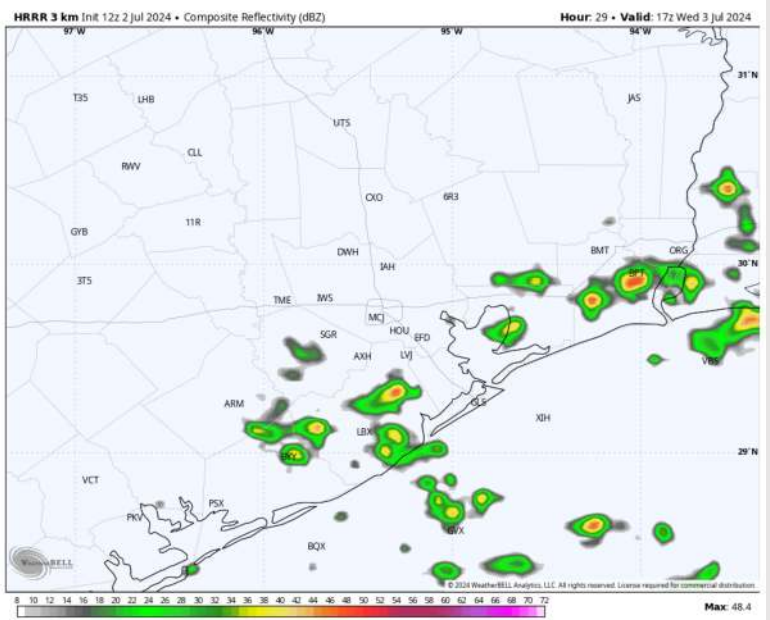 HRRR 3 km Init 12z 2 Jul 2024 • Composite Reflectivity (dBZ) Hour: 29 • Valid: 17z Wed 3 Jul 2024
97°W 96°W 95°W 94°W
31°N
T35 LHB JAS
UTS
CLL
RWV
CXO 6R3
11R
GYB
DWH BMT ORG
IAH 30°N
3T5 BPT
TME IWS
MCJ
SGR HOU EFD
AXH LVJ VBS
ARM GLS
XIH
LBX
BYY 29°N
VCT
PSX
PKV
GVX
BQX
WeatherBELL
© 2024 WeatherBELL Analytics, LLC. All rights reserved. License required for commercial distribution.
8 10 12 14 16 18 20 22 24 26 28 30 32 34 36 38 40 42 44 46 48 50 52 54 56 58 60 62 64 66 68 70 72 Max: 48.4